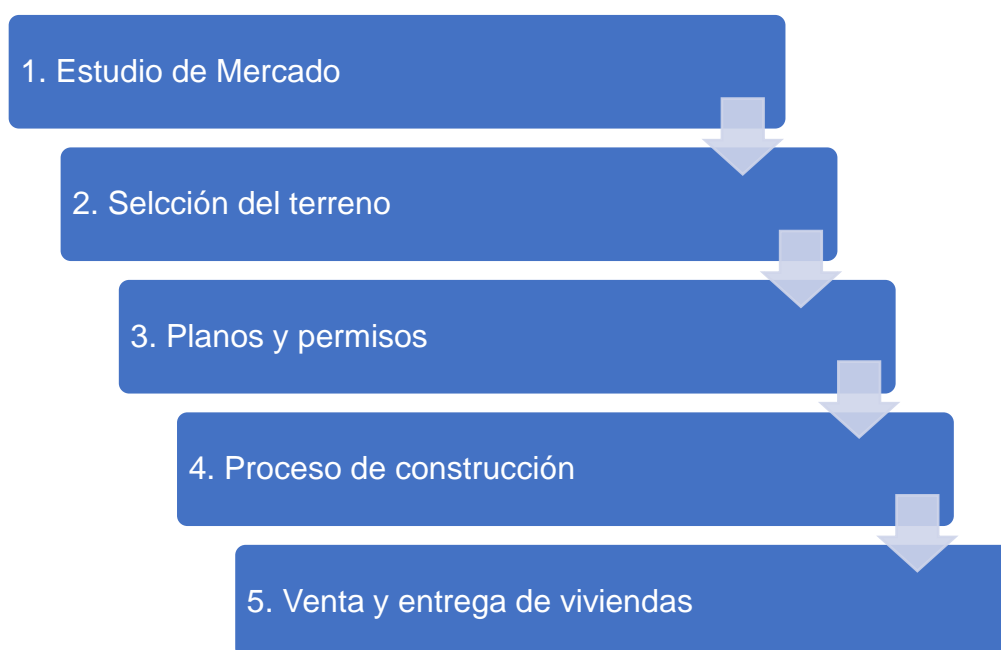 1. Estudio de Mercado
2. Selcción del terreno
3. Planos y permisos
4. Proceso de construcción
5. Venta y entrega de viviendas